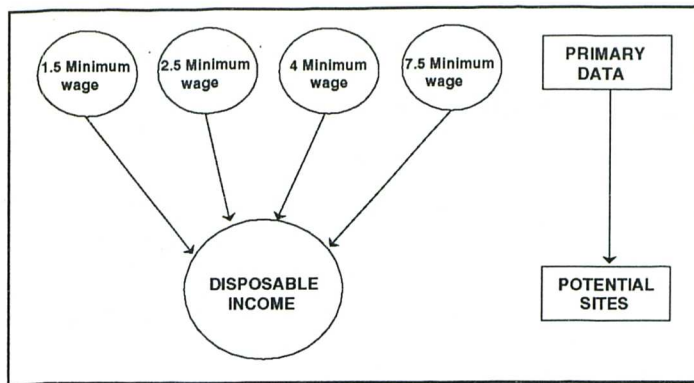 1.5 Minimum
wage
2.5 Minimum
wage
4 Minimum
wage
7.5 Minimum
wage
PRIMARY
DATA
DISPOSABLE
INCOME
POTENTIAL
SITES